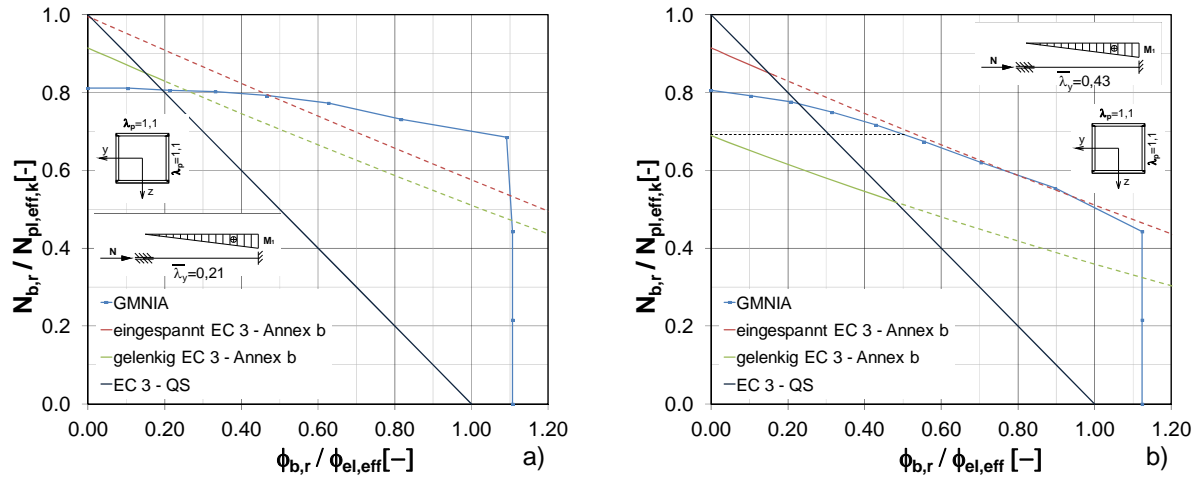 N_b,r / N_pl,eff,k [-]
1.0
0.8
0.6
0.4
0.2
0.0
λ_p=1,1
λ_p=1,1
y
z
⊕
M₁
N
λ̅_y=0,21
GMNIA
eingespannt EC 3 - Annex b
gelenkig EC 3 - Annex b
EC 3 - QS
0.00 0.20 0.40 0.60 0.80 1.00 1.20
ϕ_b,r / ϕ_el,eff [–]
a)
N_b,r / N_pl,eff,k [-]
1.0
0.8
0.6
0.4
0.2
0.0
⊕
M₁
N
λ̅_y=0,43
λ_p=1,1
λ_p=1,1
y
z
GMNIA
eingespannt EC 3 - Annex b
gelenkig EC 3 - Annex b
EC 3 - QS
0.00 0.20 0.40 0.60 0.80 1.00 1.20
ϕ_b,r / ϕ_el,eff [–]
b)